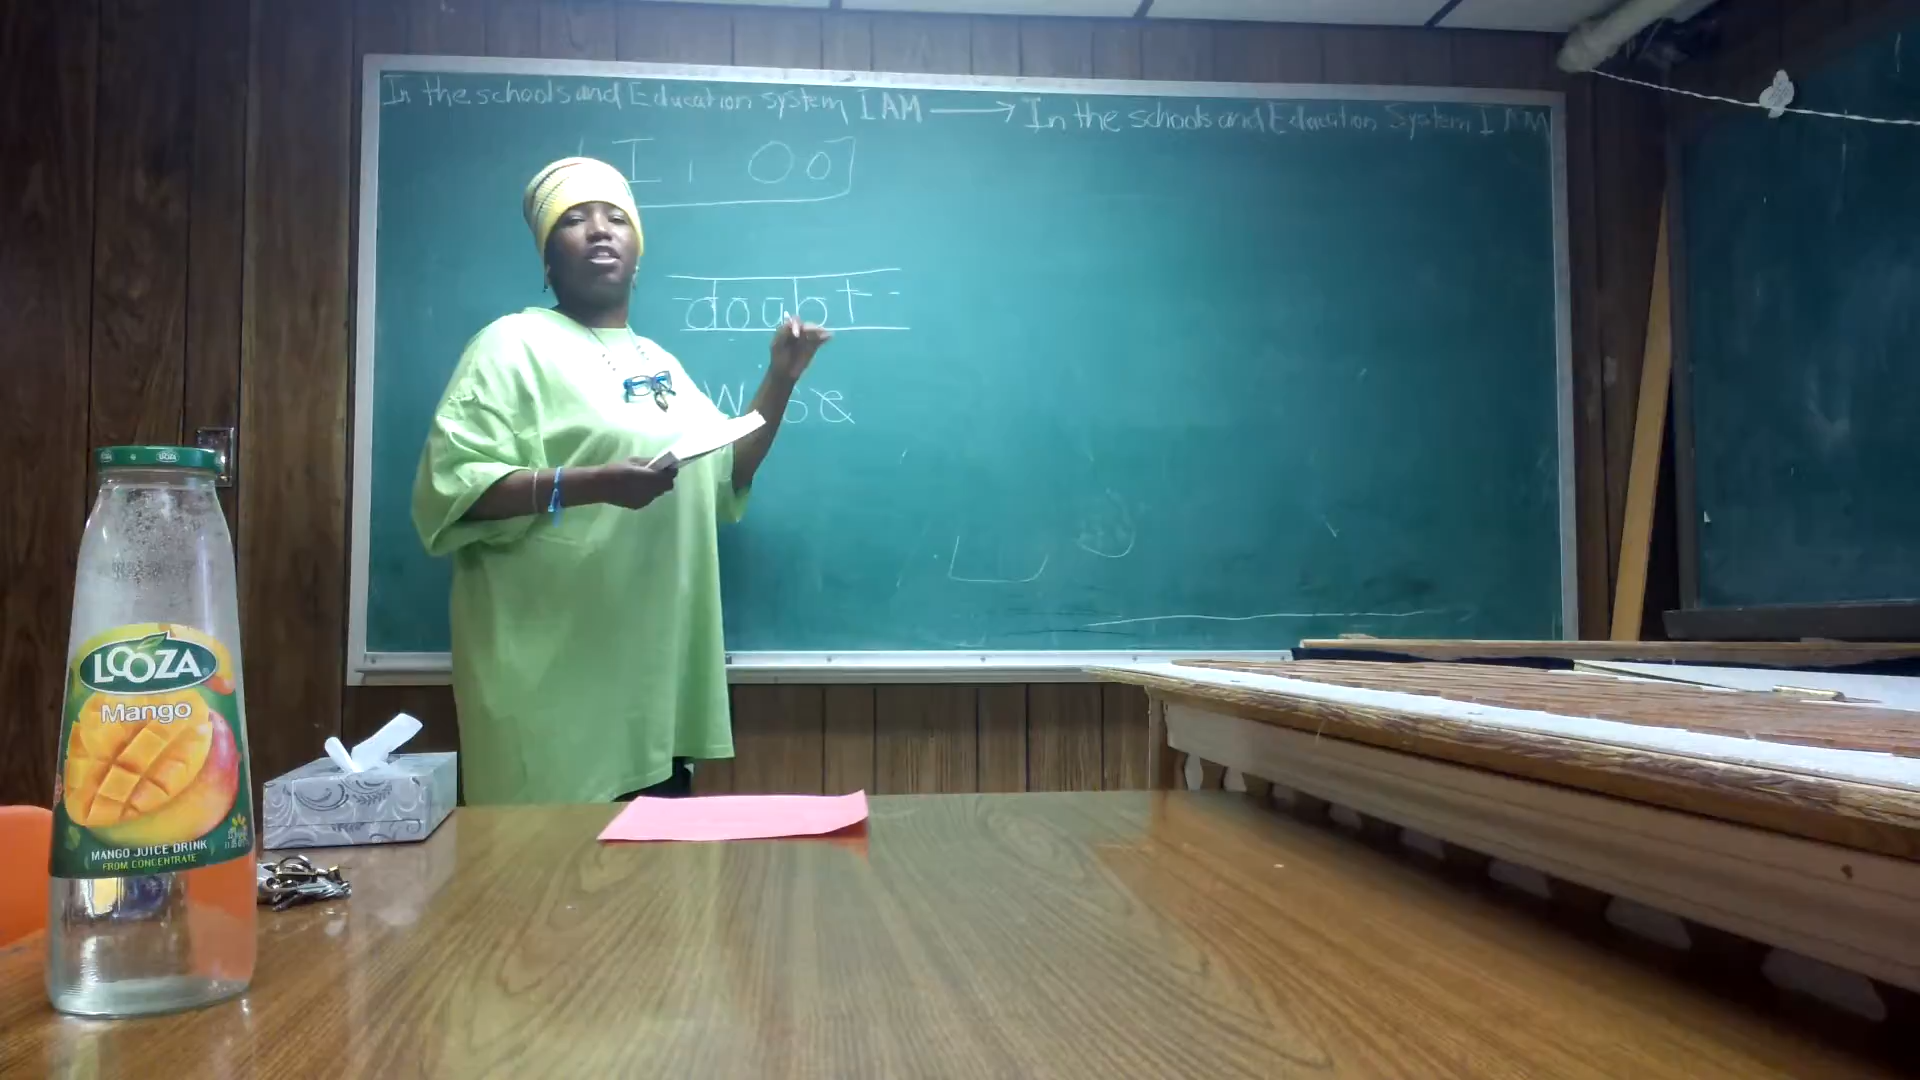 In the schools and Education system I AM → In the schools and Education System I AM
I, Oo
doubt
LOOZA
Mango
MANGO JUICE DRINK
FROM CONCENTRATE